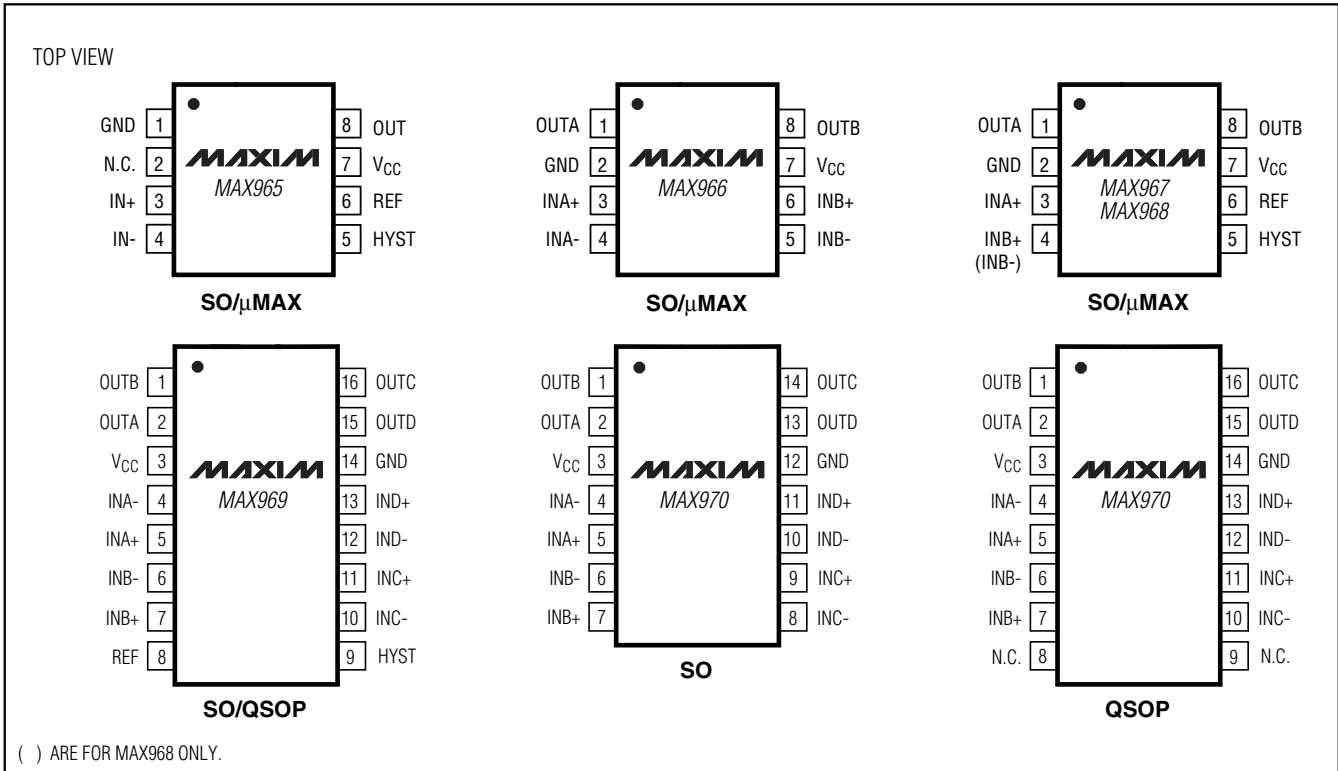 TOP VIEW
GND 1
N.C. 2
IN+ 3
IN- 4
MAXIM
MAX965
8 OUT
7 VCC
6 REF
5 HYST
SO/µMAX
OUTA 1
GND 2
INA+ 3
INA- 4
MAXIM
MAX966
8 OUTB
7 VCC
6 INB+
5 INB-
SO/µMAX
OUTA 1
GND 2
INA+ 3
INB+ 4
(INB-)
MAXIM
MAX967
MAX968
8 OUTB
7 VCC
6 REF
5 HYST
SO/µMAX
OUTB 1
OUTA 2
VCC 3
INA- 4
INA+ 5
INB- 6
INB+ 7
REF 8
MAXIM
MAX969
16 OUTC
15 OUTD
14 GND
13 IND+
12 IND-
11 INC+
10 INC-
9 HYST
SO/QSOP
OUTB 1
OUTA 2
VCC 3
INA- 4
INA+ 5
INB- 6
INB+ 7
MAXIM
MAX970
14 OUTC
13 OUTD
12 GND
11 IND+
10 IND-
9 INC+
8 INC-
SO
OUTB 1
OUTA 2
VCC 3
INA- 4
INA+ 5
INB- 6
INB+ 7
N.C. 8
MAXIM
MAX970
16 OUTC
15 OUTD
14 GND
13 IND+
12 IND-
11 INC+
10 INC-
9 N.C.
QSOP
( ) ARE FOR MAX968 ONLY.